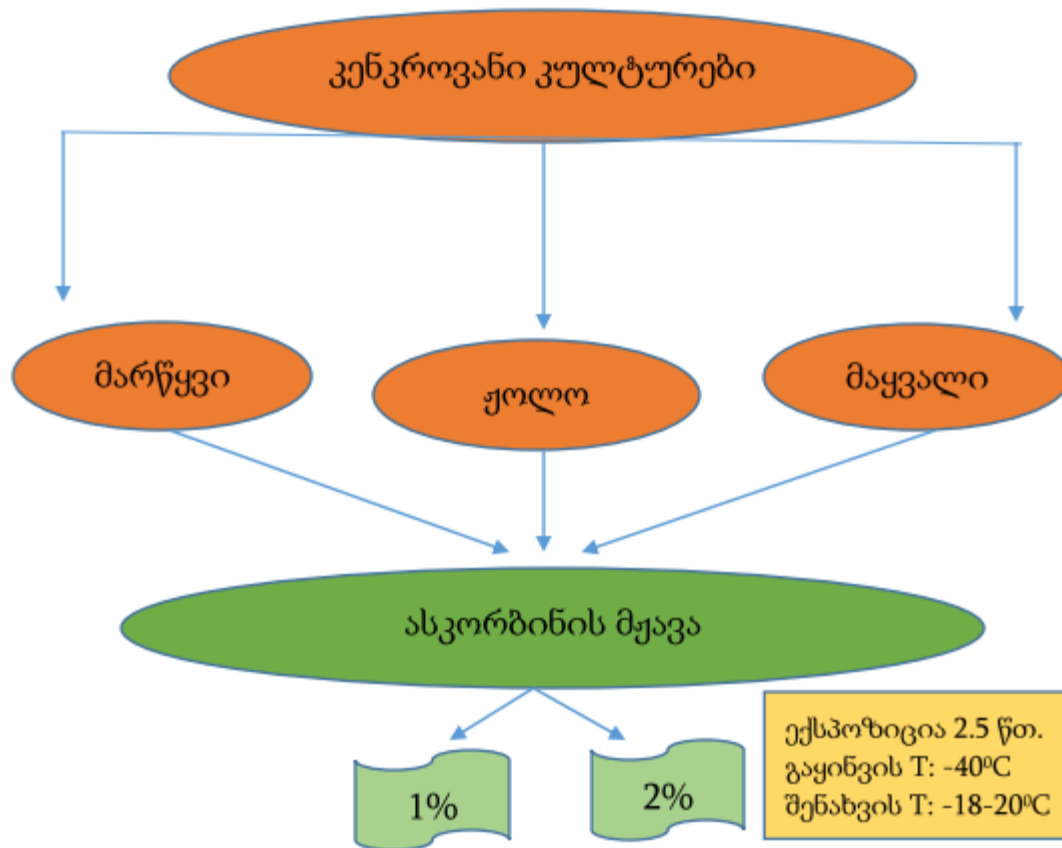 კენკროვანი კულტურები
მარწყვი
ჟოლო
მაყვალი
ასკორბინის მჟავა
1%
2%
ექსპოზიცია 2.5 წთ.
გაყინვის T: -40⁰C
შენახვის T: -18-20⁰C